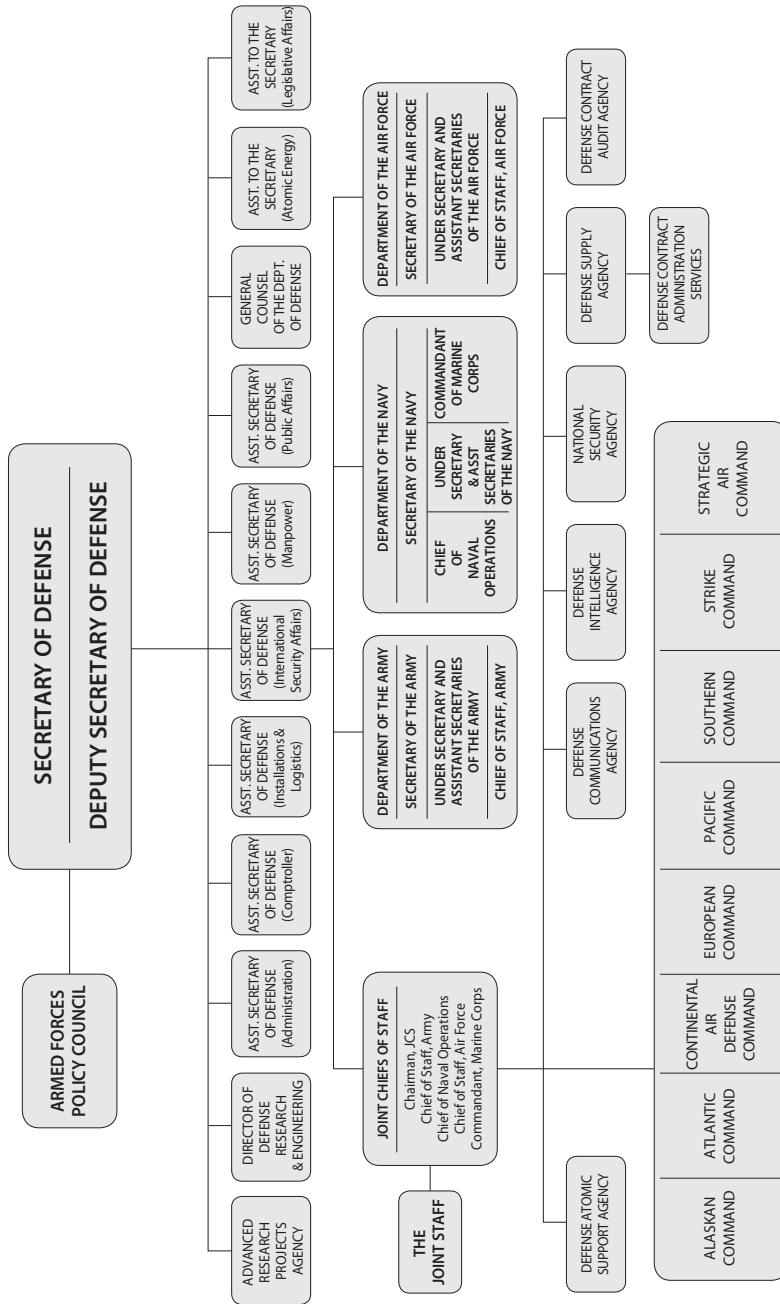 SECRETARY OF DEFENSE
DEPUTY SECRETARY OF DEFENSE
ARMED FORCES
POLICY COUNCIL
ADVANCED
RESEARCH
PROJECTS
AGENCY
DIRECTOR OF
DEFENSE
RESEARCH
& ENGINEERING
ASST. SECRETARY
OF DEFENSE
(Administration)
ASST. SECRETARY
OF DEFENSE
(Comptroller)
ASST. SECRETARY
OF DEFENSE
(Installations &
Logistics)
ASST. SECRETARY
OF DEFENSE
(International
Security Affairs)
ASST. SECRETARY
OF DEFENSE
(Manpower)
ASST. SECRETARY
OF DEFENSE
(Public Affairs)
GENERAL
COUNSEL
OF THE DEPT.
OF DEFENSE
ASST. TO THE
SECRETARY
(Atomic Energy)
ASST. TO THE
SECRETARY
(Legislative Affairs)
THE
JOINT STAFF
JOINT CHIEFS OF STAFF
Chairman, JCS
Chief of Staff, Army
Chief of Naval Operations
Chief of Staff, Air Force
Commandant, Marine Corps
DEPARTMENT OF THE ARMY
SECRETARY OF THE ARMY
UNDER SECRETARY AND
ASSISTANT SECRETARIES
OF THE ARMY
CHIEF OF STAFF, ARMY
DEPARTMENT OF THE NAVY
SECRETARY OF THE NAVY
CHIEF
OF
NAVAL
OPERATIONS
UNDER
SECRETARY
& ASST
SECRETARIES
OF THE NAVY
COMMANDANT
OF MARINE
CORPS
DEPARTMENT OF THE AIR FORCE
SECRETARY OF THE AIR FORCE
UNDER SECRETARY AND
ASSISTANT SECRETARIES
OF THE AIR FORCE
CHIEF OF STAFF, AIR FORCE
DEFENSE ATOMIC
SUPPORT AGENCY
DEFENSE
COMMUNICATIONS
AGENCY
DEFENSE
INTELLIGENCE
AGENCY
NATIONAL
SECURITY
AGENCY
DEFENSE SUPPLY
AGENCY
DEFENSE CONTRACT
AUDIT AGENCY
DEFENSE CONTRACT
ADMINISTRATION
SERVICES
ALASKAN
COMMAND
ATLANTIC
COMMAND
CONTINENTAL
AIR
DEFENSE
COMMAND
EUROPEAN
COMMAND
PACIFIC
COMMAND
SOUTHERN
COMMAND
STRIKE
COMMAND
STRATEGIC
AIR
COMMAND